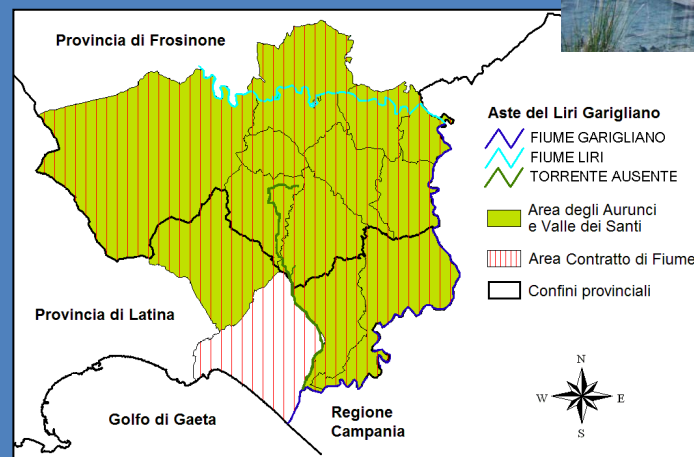 Provincia di Frosinone
Aste del Liri Garigliano
FIUME GARIGLIANO
FIUME LIRI
TORRENTE AUSENTE
Area degli Aurunci
e Valle dei Santi
Area Contratto di Fiume
Confini provinciali
Provincia di Latina
Golfo di Gaeta
Regione
Campania
N
W E
S